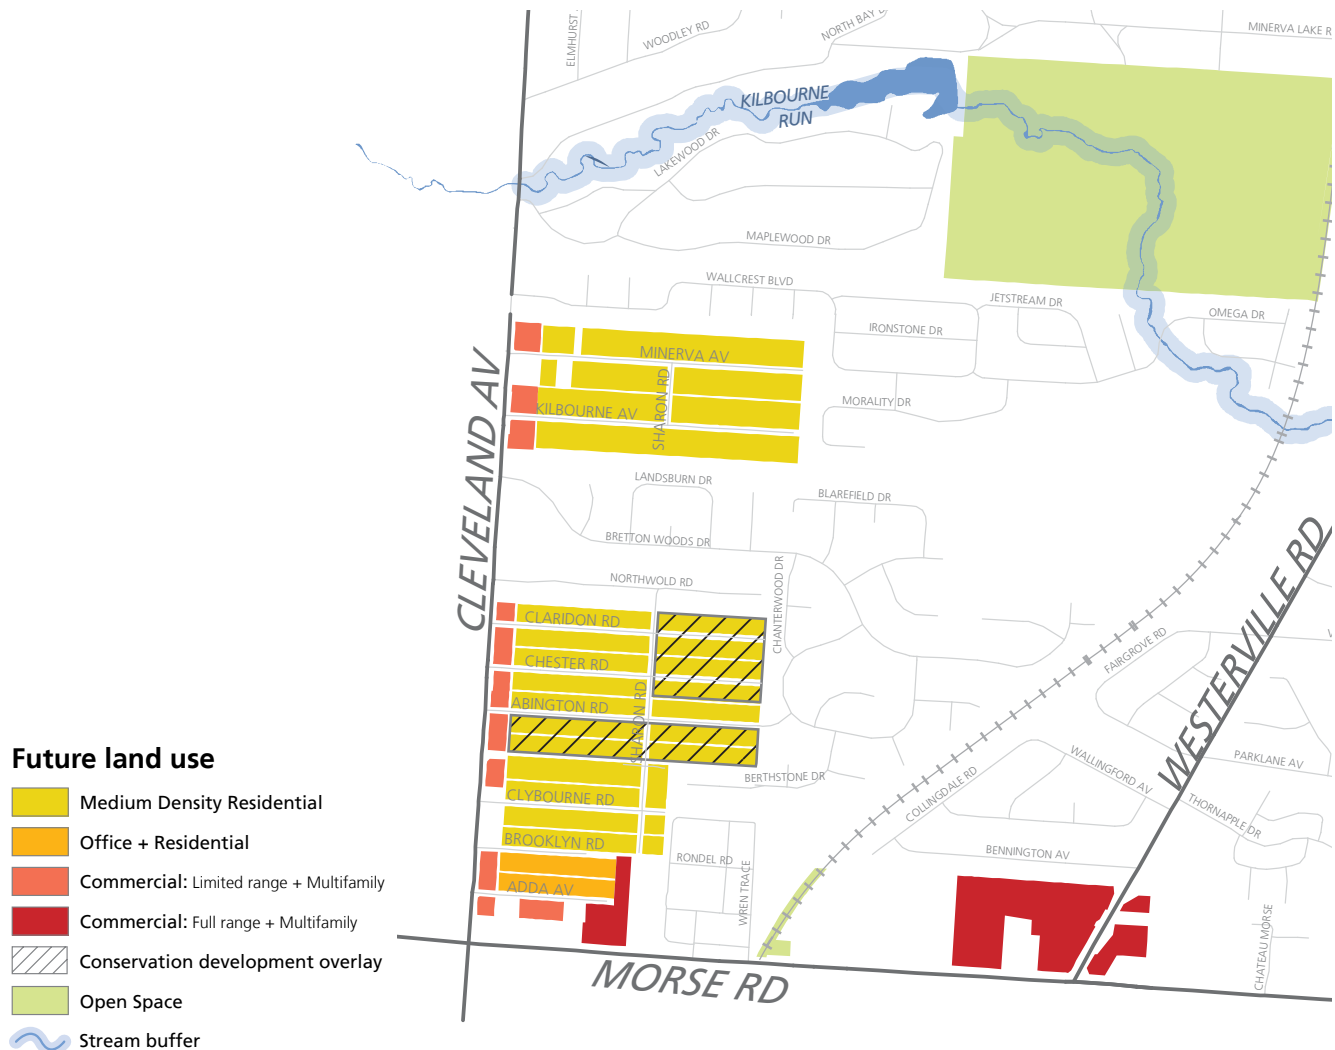 ELMHURST
WOODLEY RD
NORTH BAY
MINERVA LAKE R
KILBOURNE
RUN
LAKEWOOD DR
MAPLEWOOD DR
WALLCREST BLVD
JETSTREAM DR
OMEGA DR
IRONSTONE DR
MINERVA AV
SHARON RD
MORALITY DR
KILBOURNE AV
CLEVELAND AV
LANDSBURN DR
BLAREFIELD DR
BRETTON WOODS DR
NORTHWOLD RD
CHANTERWOOD DR
CLARIDON RD
CHESTER RD
SHARON RD
ABINGTON RD
FAIRGROVE RD
WESTERVILLE RD
WALLINGFORD AV
PARKLANE AV
BERTHSTONE DR
COLLINGDALE RD
THORNAPPLE DR
CLYBOURNE RD
BROOKLYN RD
BENNINGTON AV
RONDEL RD
WREN TRACE
ADDA AV
CHATEAU MORSE
MORSE RD
Future land use
Medium Density Residential
Office + Residential
Commercial: Limited range + Multifamily
Commercial: Full range + Multifamily
Conservation development overlay
Open Space
Stream buffer